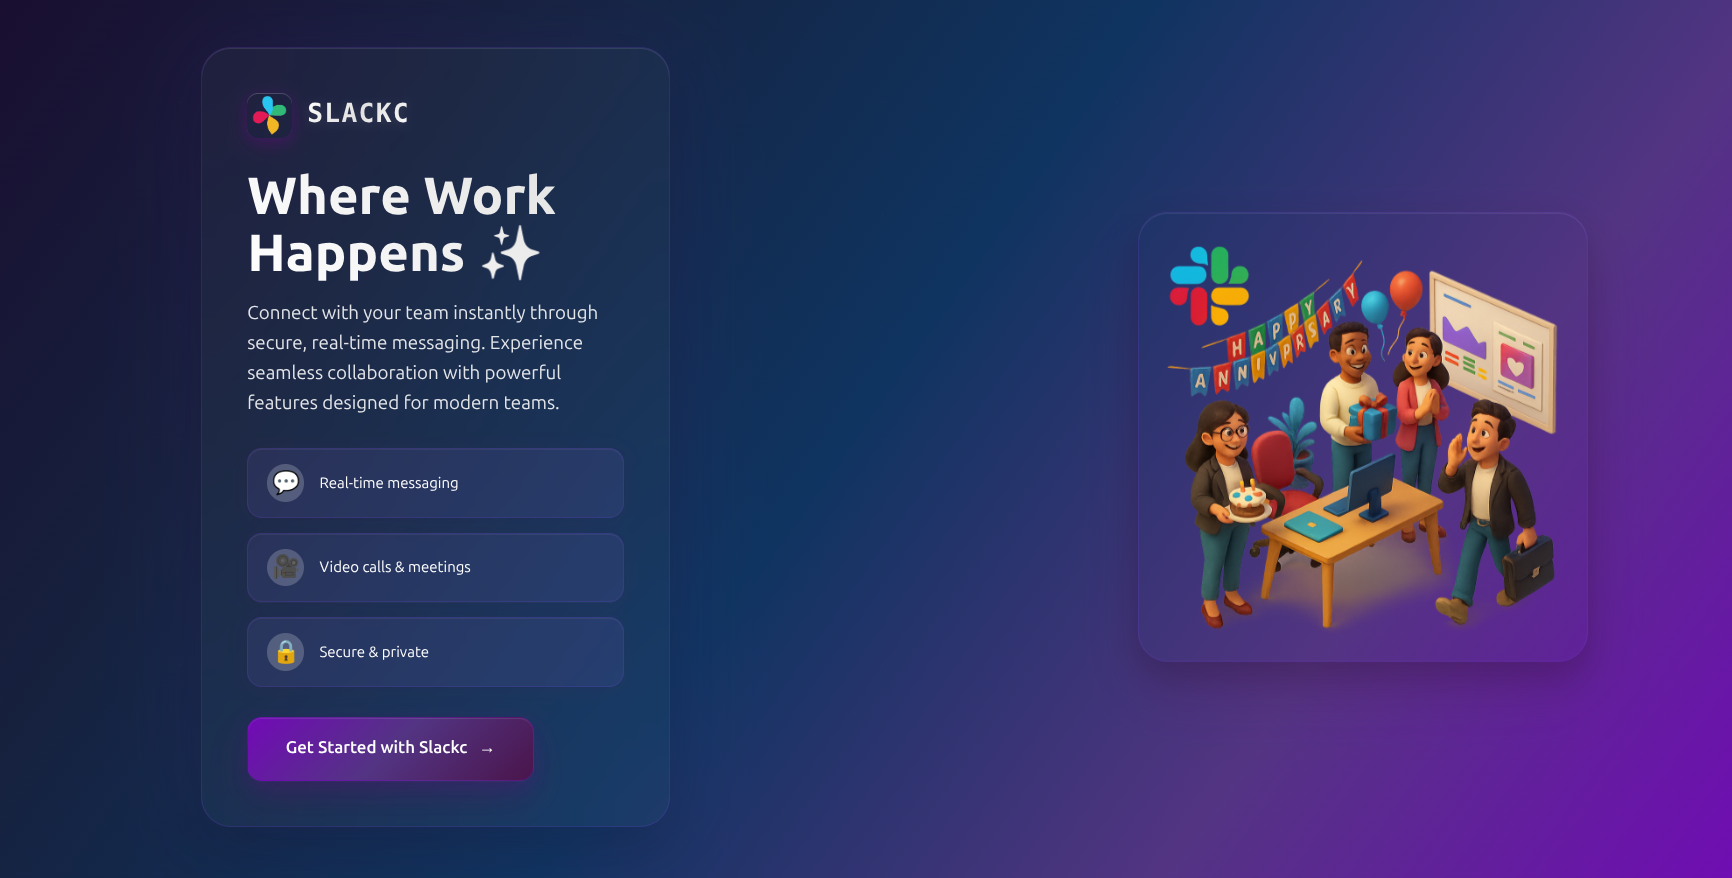 SLACKC
Where Work
Happens ✨
Connect with your team instantly through
secure, real-time messaging. Experience
seamless collaboration with powerful
features designed for modern teams.
Real-time messaging
Video calls & meetings
Secure & private
Get Started with Slackc →
HAPPY
ANNIVPRSARY